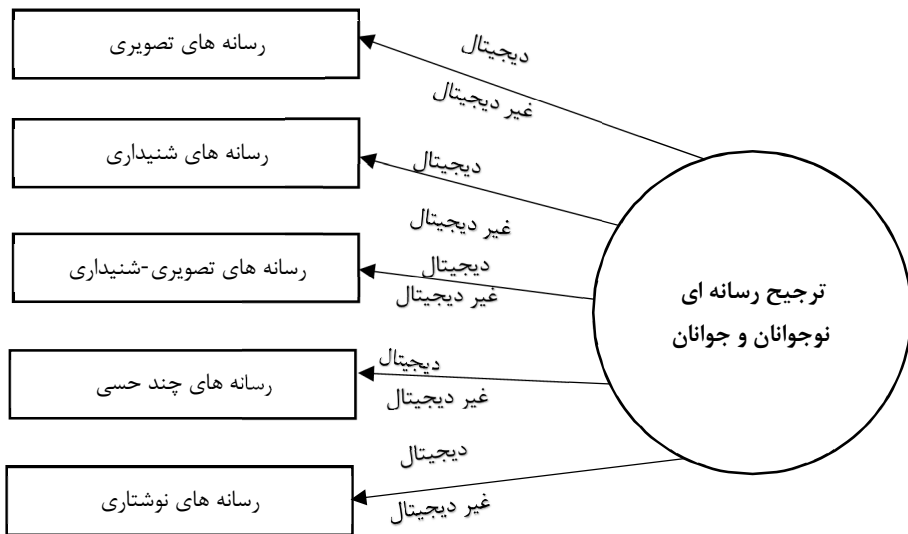 ترجیح رسانه ای
نوجوانان و جوانان
دیجیتال
غیر دیجیتال
رسانه های تصویری
دیجیتال
غیر دیجیتال
رسانه های شنیداری
دیجیتال
غیر دیجیتال
رسانه های تصویری-شنیداری
دیجیتال
غیر دیجیتال
رسانه های چند حسی
دیجیتال
غیر دیجیتال
رسانه های نوشتاری